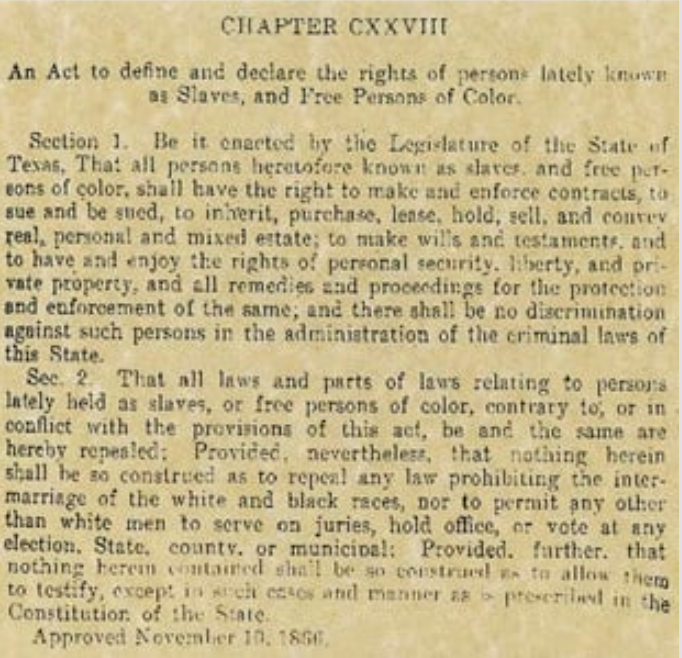 CHAPTER CXXVIII
An Act to define and declare the rights of persons lately known
as Slaves, and Free Persons of Color.
Section 1. Be it enacted by the Legislature of the State of
Texas, That all persons heretofore known as slaves, and free per-
sons of color, shall have the right to make and enforce contracts, to
sue and be sued, to inherit, purchase, lease, hold, sell, and convey
real, personal and mixed estate; to make wills and testaments, and
to have and enjoy the rights of personal security, liberty, and pri-
vate property, and all remedies and proceedings for the protection
and enforcement of the same; and there shall be no discrimination
against such persons in the administration of the criminal laws of
this State.
Sec. 2. That all laws and parts of laws relating to persons
lately held as slaves, or free persons of color, contrary to, or in
conflict with the provisions of this act, be and the same are
hereby repealed; Provided, nevertheless, that nothing herein
shall be so construed as to repeal any law prohibiting the inter-
marriage of the white and black races, nor to permit any other
than white men to serve on juries, hold office, or vote at any
election, State, county, or municipal; Provided, further, that
nothing herein contained shall be so construed as to allow them
to testify, except in such cases and manner as is prescribed in the
Constitution of the State.
Approved November 10, 1866.